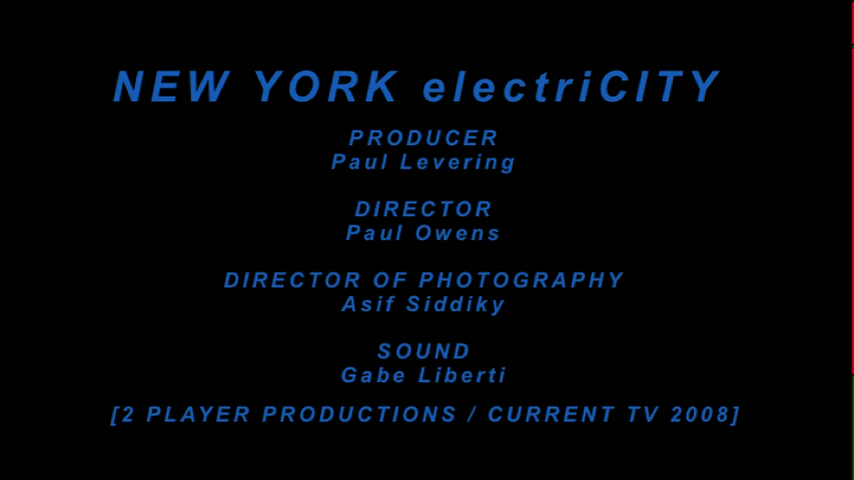 NEW YORK electriCITY
PRODUCER
Paul Levering
DIRECTOR
Paul Owens
DIRECTOR OF PHOTOGRAPHY
Asif Siddiky
SOUND
Gabe Liberti
[2 PLAYER PRODUCTIONS / CURRENT TV 2008]